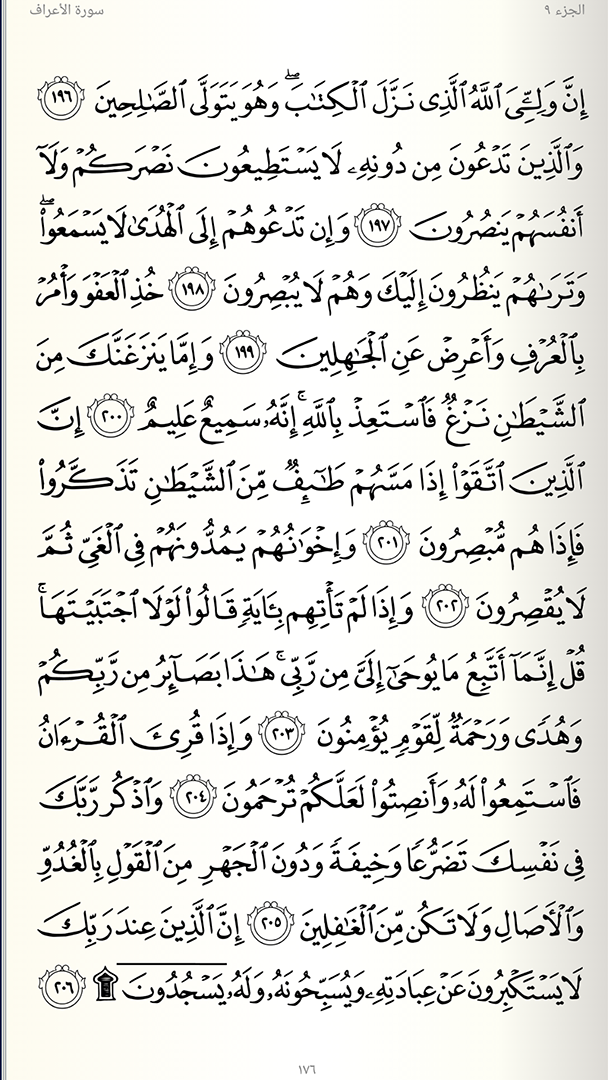 الجزء ٩
سورة الأعراف
إِنَّ وَلِـِّۧيَ ٱللَّهُ ٱلَّذِى نَزَّلَ ٱلْكِتَٰبَ ۖ وَهُوَ يَتَوَلَّى ٱلصَّٰلِحِينَ ١٩٦
وَٱلَّذِينَ تَدْعُونَ مِن دُونِهِۦ لَا يَسْتَطِيعُونَ نَصْرَكُمْ وَلَآ
أَنفُسَهُمْ يَنصُرُونَ ١٩٧ وَإِن تَدْعُوهُمْ إِلَى ٱلْهُدَىٰ لَا يَسْمَعُوا۟ ۖ
وَتَرَىٰهُمْ يَنظُرُونَ إِلَيْكَ وَهُمْ لَا يُبْصِرُونَ ١٩٨ خُذِ ٱلْعَفْوَ وَأْمُرْ
بِٱلْعُرْفِ وَأَعْرِضْ عَنِ ٱلْجَٰهِلِينَ ١٩٩ وَإِمَّا يَنزَغَنَّكَ مِنَ
ٱلشَّيْطَٰنِ نَزْغٌ فَٱسْتَعِذْ بِٱللَّهِ ۚ إِنَّهُۥ سَمِيعٌ عَلِيمٌ ٢٠٠ إِنَّ
ٱلَّذِينَ ٱتَّقَوْا۟ إِذَا مَسَّهُمْ طَٰٓئِفٌ مِّنَ ٱلشَّيْطَٰنِ تَذَكَّرُوا۟
فَإِذَا هُم مُّبْصِرُونَ ٢٠١ وَإِخْوَٰنُهُمْ يَمُدُّونَهُمْ فِى ٱلْغَىِّ ثُمَّ
لَا يُقْصِرُونَ ٢٠٢ وَإِذَا لَمْ تَأْتِهِم بِـَٔايَةٍ قَالُوا۟ لَوْلَا ٱجْتَبَيْتَهَا ۚ
قُلْ إِنَّمَآ أَتَّبِعُ مَا يُوحَىٰٓ إِلَىَّ مِن رَّبِّى ۚ هَٰذَا بَصَآئِرُ مِن رَّبِّكُمْ
وَهُدًى وَرَحْمَةٌ لِّقَوْمٍ يُؤْمِنُونَ ٢٠٣ وَإِذَا قُرِئَ ٱلْقُرْءَانُ
فَٱسْتَمِعُوا۟ لَهُۥ وَأَنصِتُوا۟ لَعَلَّكُمْ تُرْحَمُونَ ٢٠٤ وَٱذْكُر رَّبَّكَ
فِى نَفْسِكَ تَضَرُّعًا وَخِيفَةً وَدُونَ ٱلْجَهْرِ مِنَ ٱلْقَوْلِ بِٱلْغُدُوِّ
وَٱلْـَٔاصَالِ وَلَا تَكُن مِّنَ ٱلْغَٰفِلِينَ ٢٠٥ إِنَّ ٱلَّذِينَ عِندَ رَبِّكَ
لَا يَسْتَكْبِرُونَ عَنْ عِبَادَتِهِۦ وَيُسَبِّحُونَهُۥ وَلَهُۥ يَسْجُدُونَ ۩ ٢٠٦
١٧٦